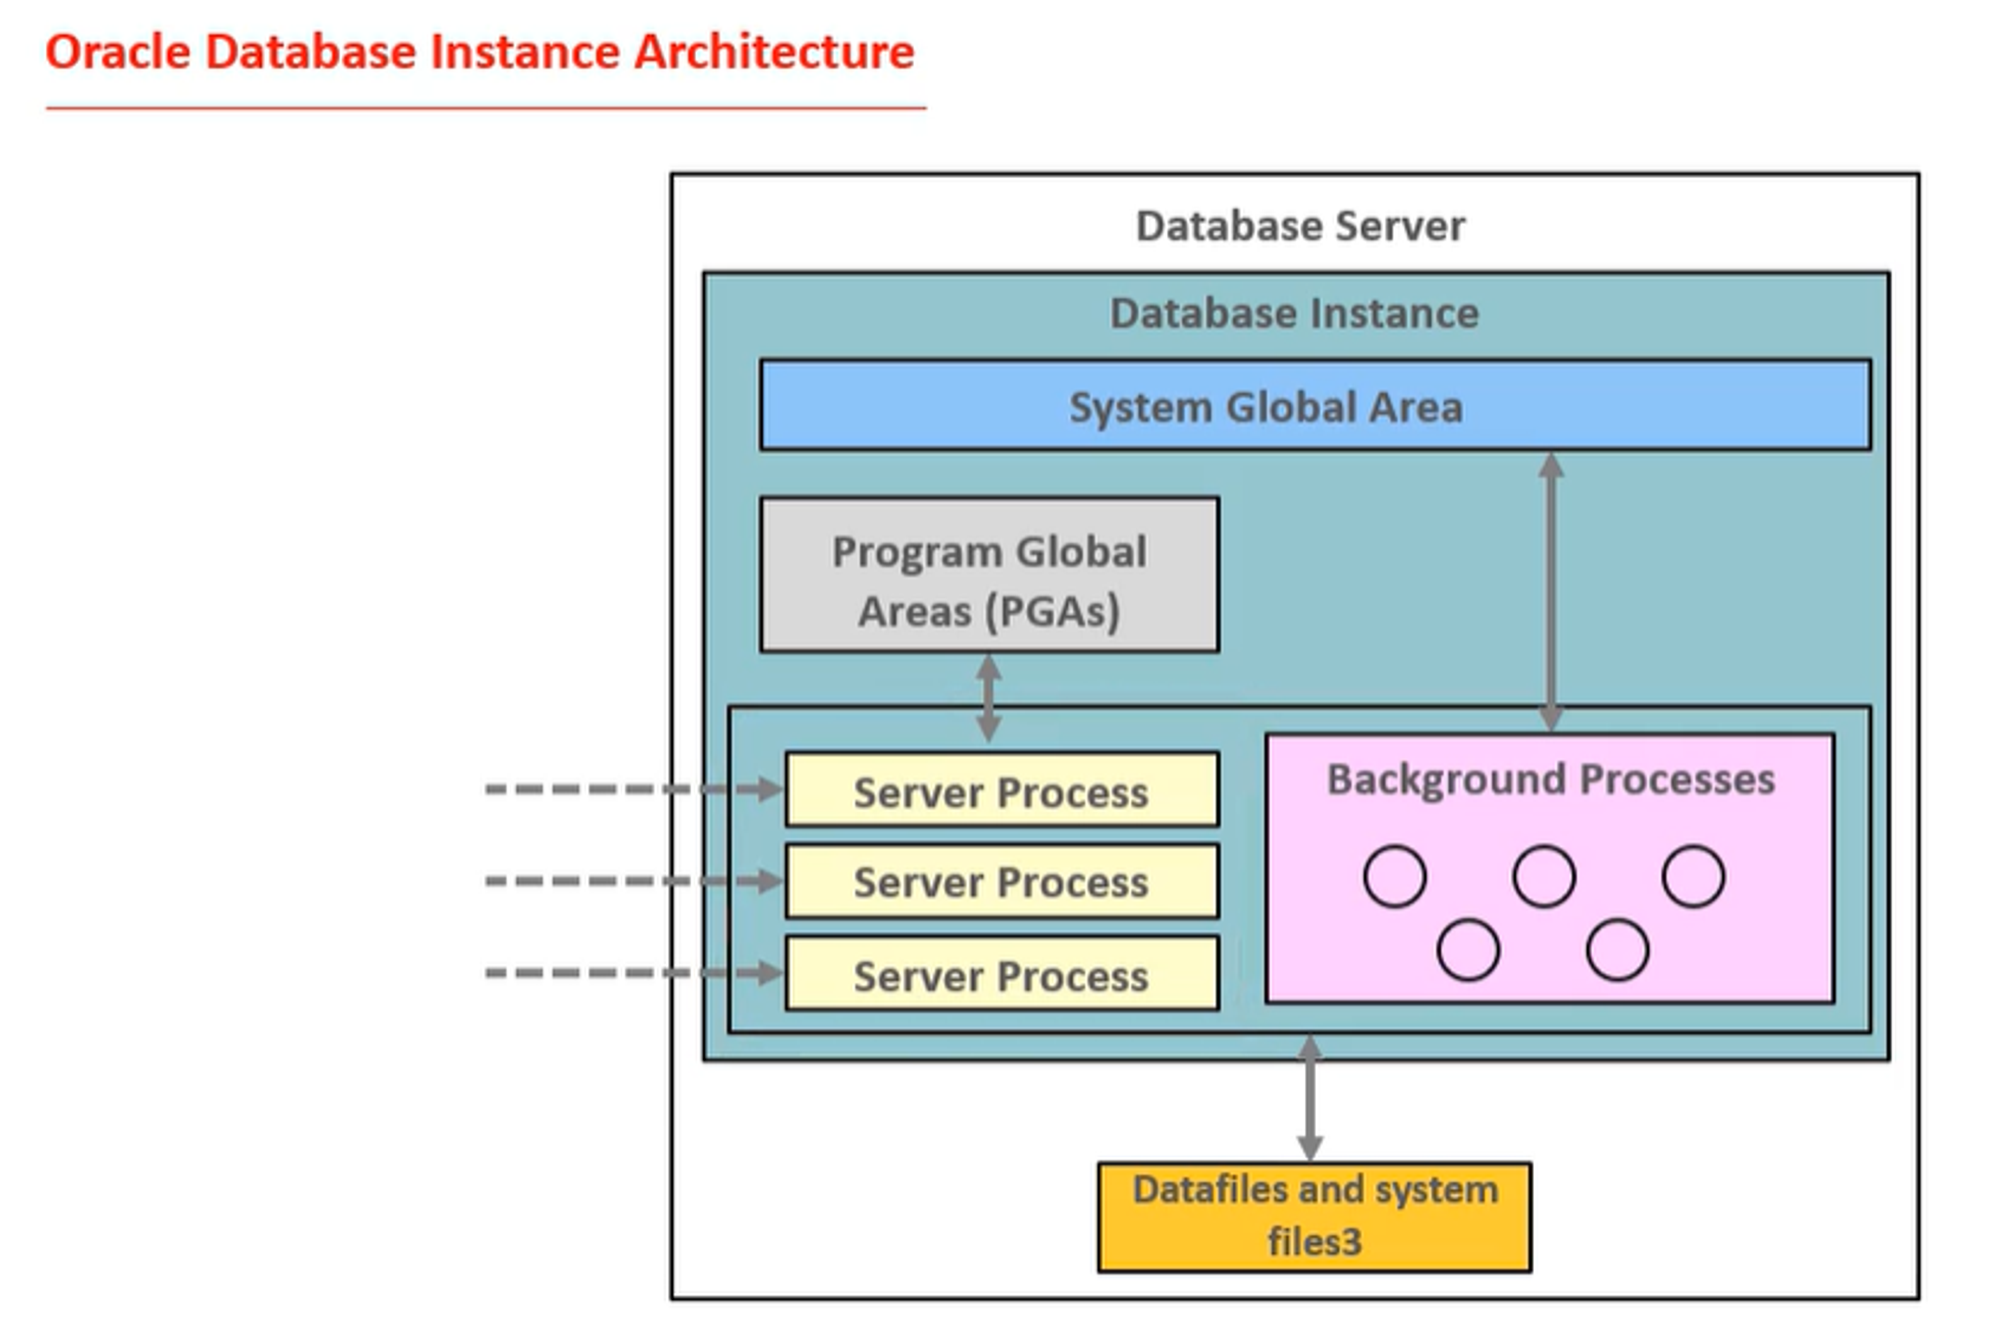 Oracle Database Instance Architecture
Database Server
Database Instance
System Global Area
Program Global
Areas (PGAs)
Server Process
Server Process
Server Process
Background Processes
Datafiles and system
files3